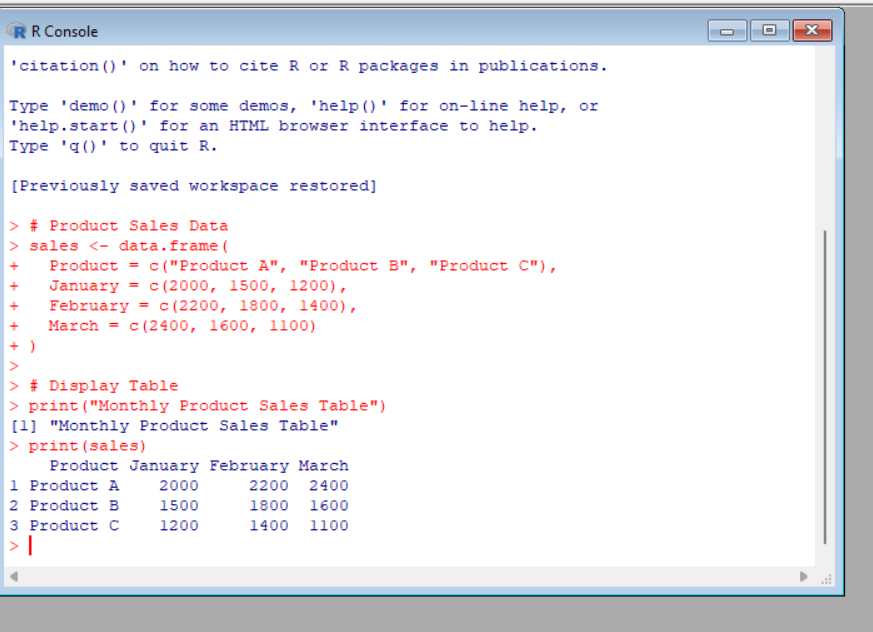 R Console
'citation()' on how to cite R or R packages in publications.
Type 'demo()' for some demos, 'help()' for on-line help, or
'help.start()' for an HTML browser interface to help.
Type 'q()' to quit R.
[Previously saved workspace restored]
> # Product Sales Data
> sales <- data.frame(
+   Product = c("Product A", "Product B", "Product C"),
+   January = c(2000, 1500, 1200),
+   February = c(2200, 1800, 1400),
+   March = c(2400, 1600, 1100)
+ )
>
> # Display Table
> print("Monthly Product Sales Table")
[1] "Monthly Product Sales Table"
> print(sales)
    Product January February March
1 Product A    2000     2200  2400
2 Product B    1500     1800  1600
3 Product C    1200     1400  1100
>